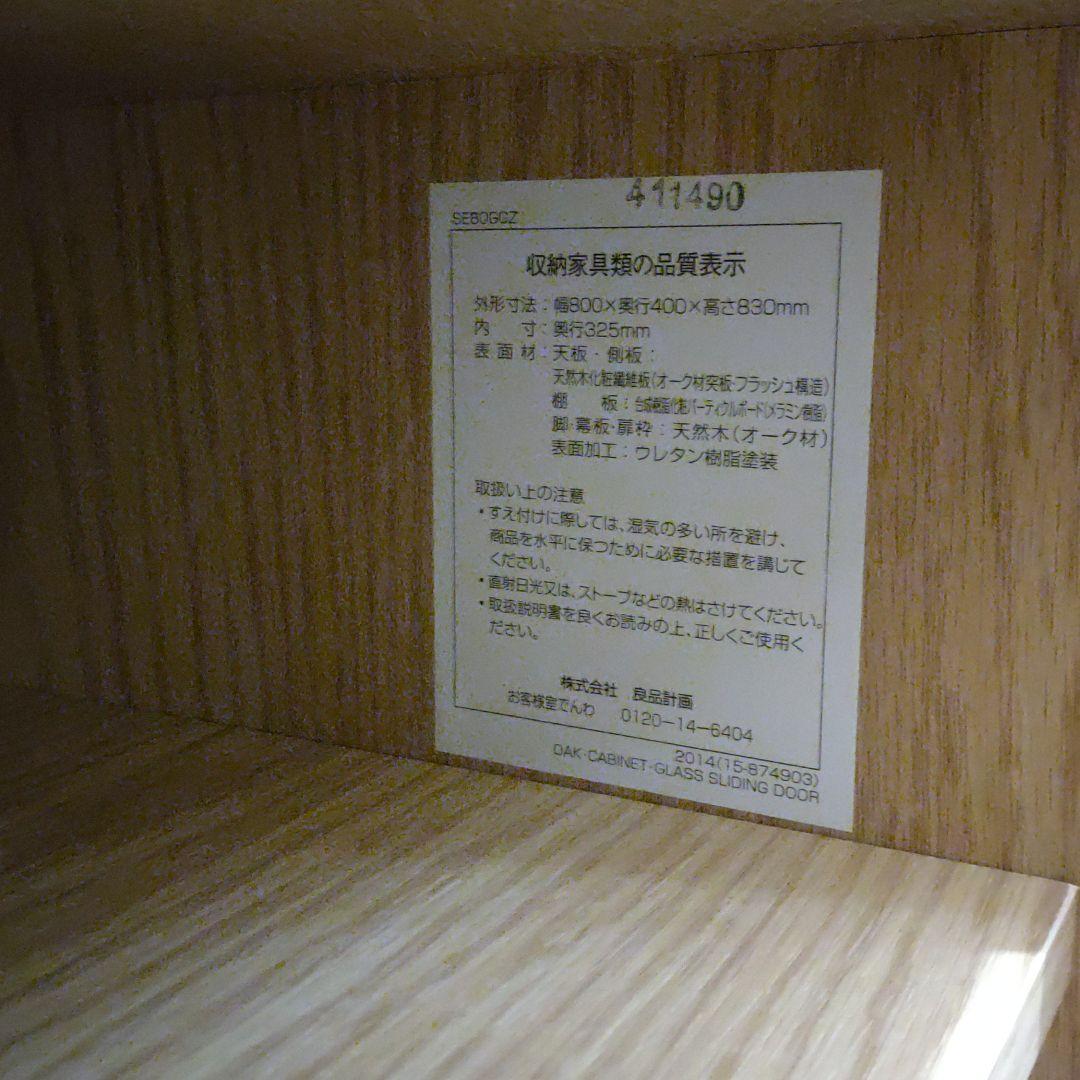 411490
SE80GCZ
収納家具類の品質表示
外形寸法:幅800×奥行400×高さ830mm
内 寸:奥行325mm
表面材:天板・側板:
天然木化粧繊維板(オーク材突板・フラッシュ構造)
棚 板:合成樹脂化粧パーティクルボード(メラミン樹脂)
脚・幕板・扉枠:天然木(オーク材)
表面加工:ウレタン樹脂塗装
取扱い上の注意
・すえ付けに際しては、湿気の多い所を避け、
商品を水平に保つために必要な措置を講じて
ください。
・直射日光又は、ストーブなどの熱はさけてください。
・取扱説明書を良くお読みの上、正しくご使用く
ださい。
株式会社 良品計画
お客様室でんわ 0120-14-6404
2014(15-874903)
OAK・CABINET・GLASS SLIDING DOOR